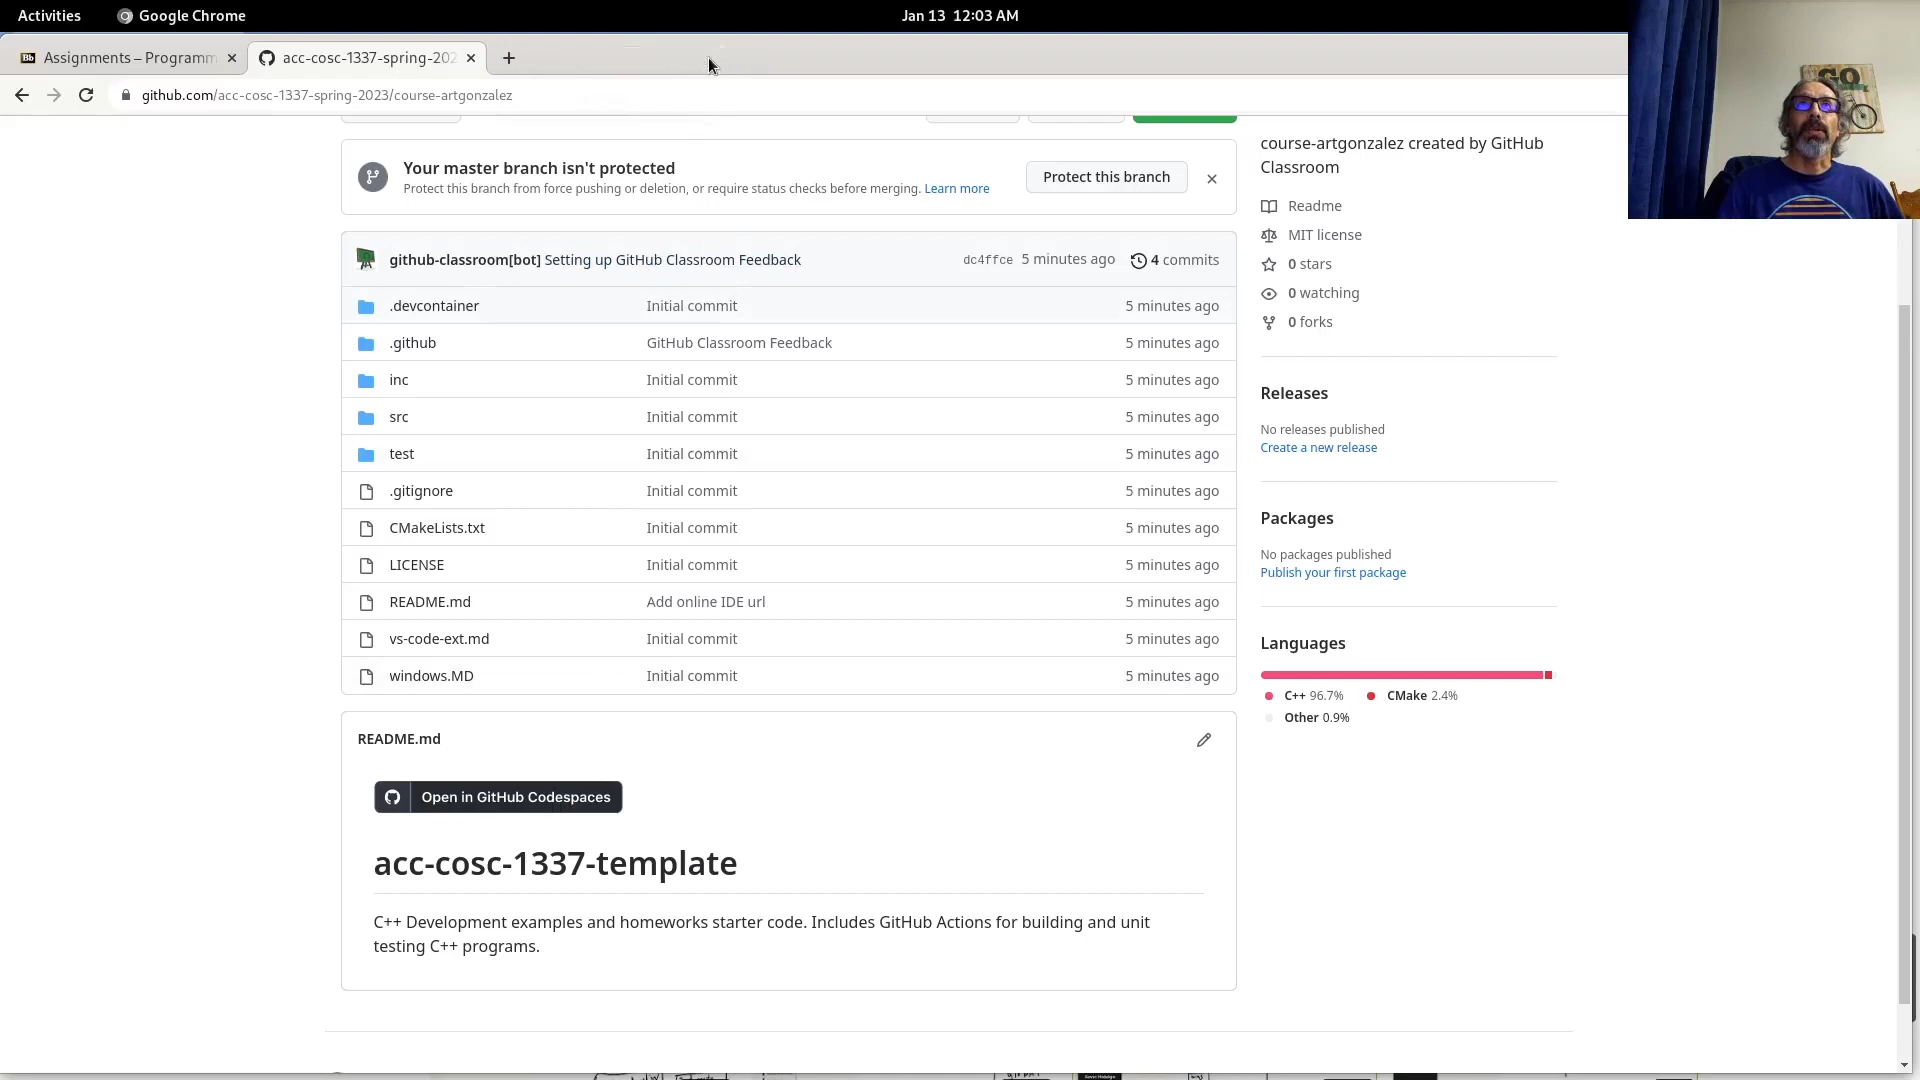 Activities
Google Chrome
Jan 13 12:03 AM
Assignments – Programm
acc-cosc-1337-spring-202
github.com/acc-cosc-1337-spring-2023/course-artgonzalez
GO
Your master branch isn't protected
Protect this branch from force pushing or deletion, or require status checks before merging. Learn more
Protect this branch
github-classroom[bot] Setting up GitHub Classroom Feedback
dc4ffce 5 minutes ago
4 commits
.devcontainer Initial commit 5 minutes ago
.github GitHub Classroom Feedback 5 minutes ago
inc Initial commit 5 minutes ago
src Initial commit 5 minutes ago
test Initial commit 5 minutes ago
.gitignore Initial commit 5 minutes ago
CMakeLists.txt Initial commit 5 minutes ago
LICENSE Initial commit 5 minutes ago
README.md Add online IDE url 5 minutes ago
vs-code-ext.md Initial commit 5 minutes ago
windows.MD Initial commit 5 minutes ago
README.md
Open in GitHub Codespaces
acc-cosc-1337-template
C++ Development examples and homeworks starter code. Includes GitHub Actions for building and unit
testing C++ programs.
course-artgonzalez created by GitHub
Classroom
Readme
MIT license
0 stars
0 watching
0 forks
Releases
No releases published
Create a new release
Packages
No packages published
Publish your first package
Languages
C++ 96.7%
CMake 2.4%
Other 0.9%